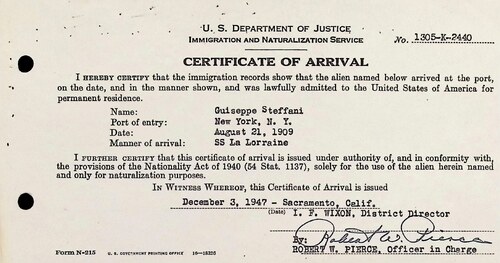 U. S. DEPARTMENT OF JUSTICE
IMMIGRATION AND NATURALIZATION SERVICE
No. 1305-K-2440
CERTIFICATE OF ARRIVAL
I HEREBY CERTIFY that the immigration records show that the alien named below arrived at the port,
on the date, and in the manner shown, and was lawfully admitted to the United States of America for
permanent residence.
Name: Guiseppe Steffani
Port of entry: New York, N. Y.
Date: August 21, 1909
Manner of arrival: SS La Lorraine
I FURTHER CERTIFY that this certificate of arrival is issued under authority of, and in conformity with,
the provisions of the Nationality Act of 1940 (54 Stat. 1137), solely for the use of the alien herein named
and only for naturalization purposes.
IN WITNESS WHEREOF, this Certificate of Arrival is issued
December 3, 1947 - Sacramento, Calif.
(Date) I. F. WIXON, District Director
By: Robert W. Pierce
ROBERT W. PIERCE, Officer in Charge
Form N-215 U. S. GOVERNMENT PRINTING OFFICE